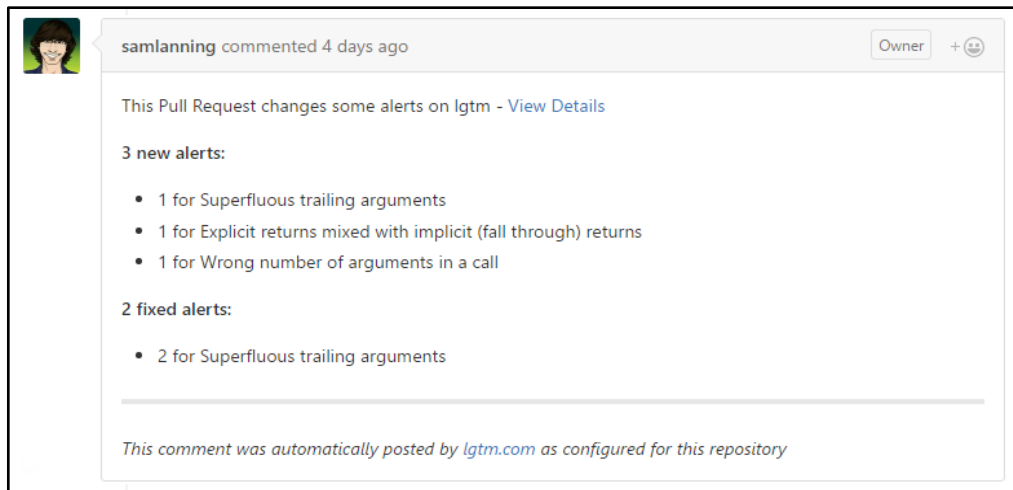 samlanning commented 4 days ago Owner +
This Pull Request changes some alerts on lgtm - View Details
3 new alerts:
• 1 for Superfluous trailing arguments
• 1 for Explicit returns mixed with implicit (fall through) returns
• 1 for Wrong number of arguments in a call
2 fixed alerts:
• 2 for Superfluous trailing arguments
This comment was automatically posted by lgtm.com as configured for this repository